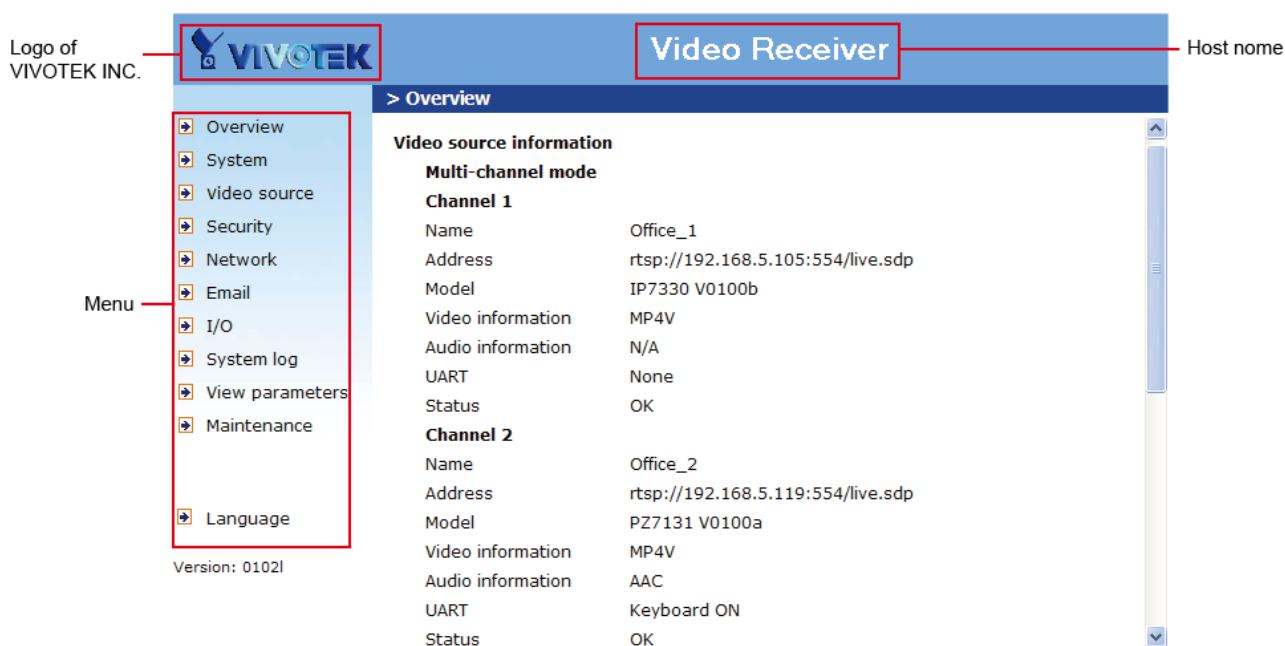 Logo of
VIVOTEK INC.
VIVOTEK
Video Receiver
Host nome
> Overview
Menu
Overview
System
Video source
Security
Network
Email
I/O
System log
View parameters
Maintenance
Language
Version: 0102l
Video source information
Multi-channel mode
Channel 1
Name Office_1
Address rtsp://192.168.5.105:554/live.sdp
Model IP7330 V0100b
Video information MP4V
Audio information N/A
UART None
Status OK
Channel 2
Name Office_2
Address rtsp://192.168.5.119:554/live.sdp
Model PZ7131 V0100a
Video information MP4V
Audio information AAC
UART Keyboard ON
Status OK